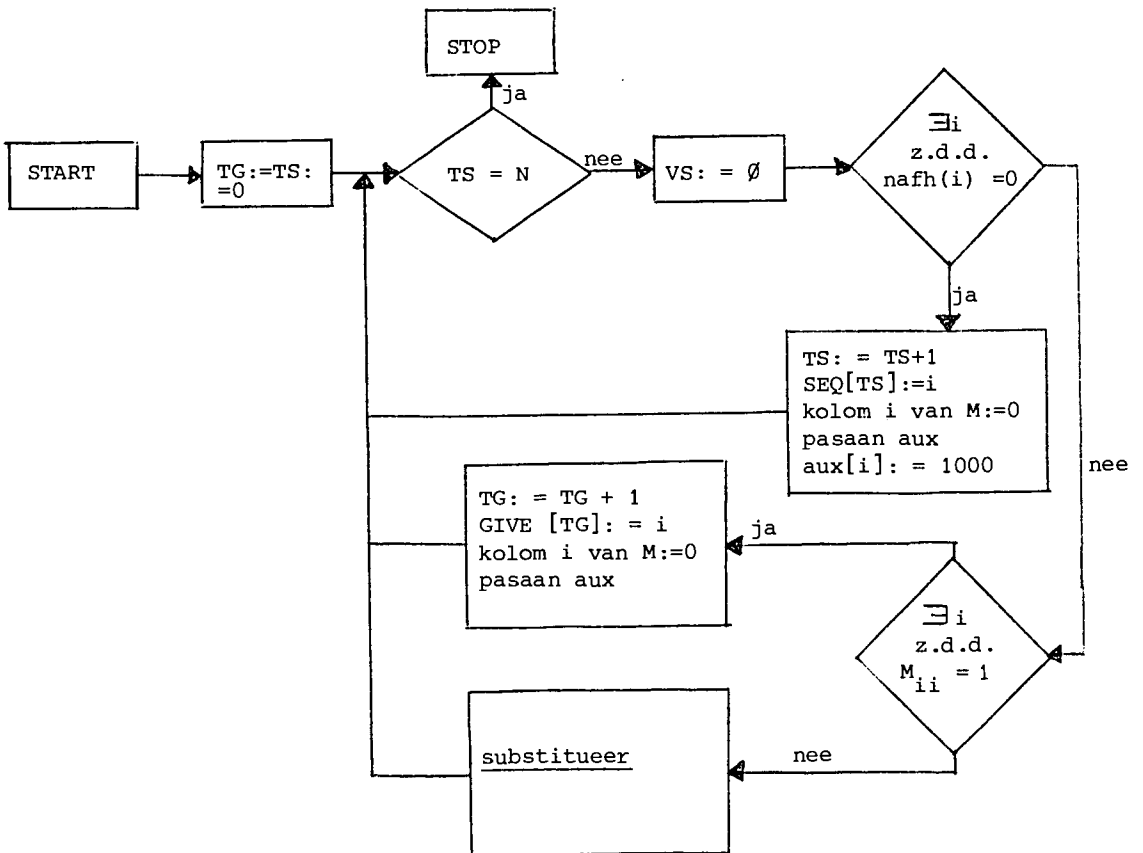 STOP
ja
START
TG:=TS:
=0
TS = N
nee
VS: = Ø
∃i
z.d.d.
nafh(i) =0
ja
TS: = TS+1
SEQ[TS]:=i
kolom i van M:=0
pasaan aux
aux[i]: = 1000
nee
TG: = TG + 1
GIVE [TG]: = i
kolom i van M:=0
pasaan aux
ja
∃ i
z.d.d.
M_ii = 1
substitueer
nee